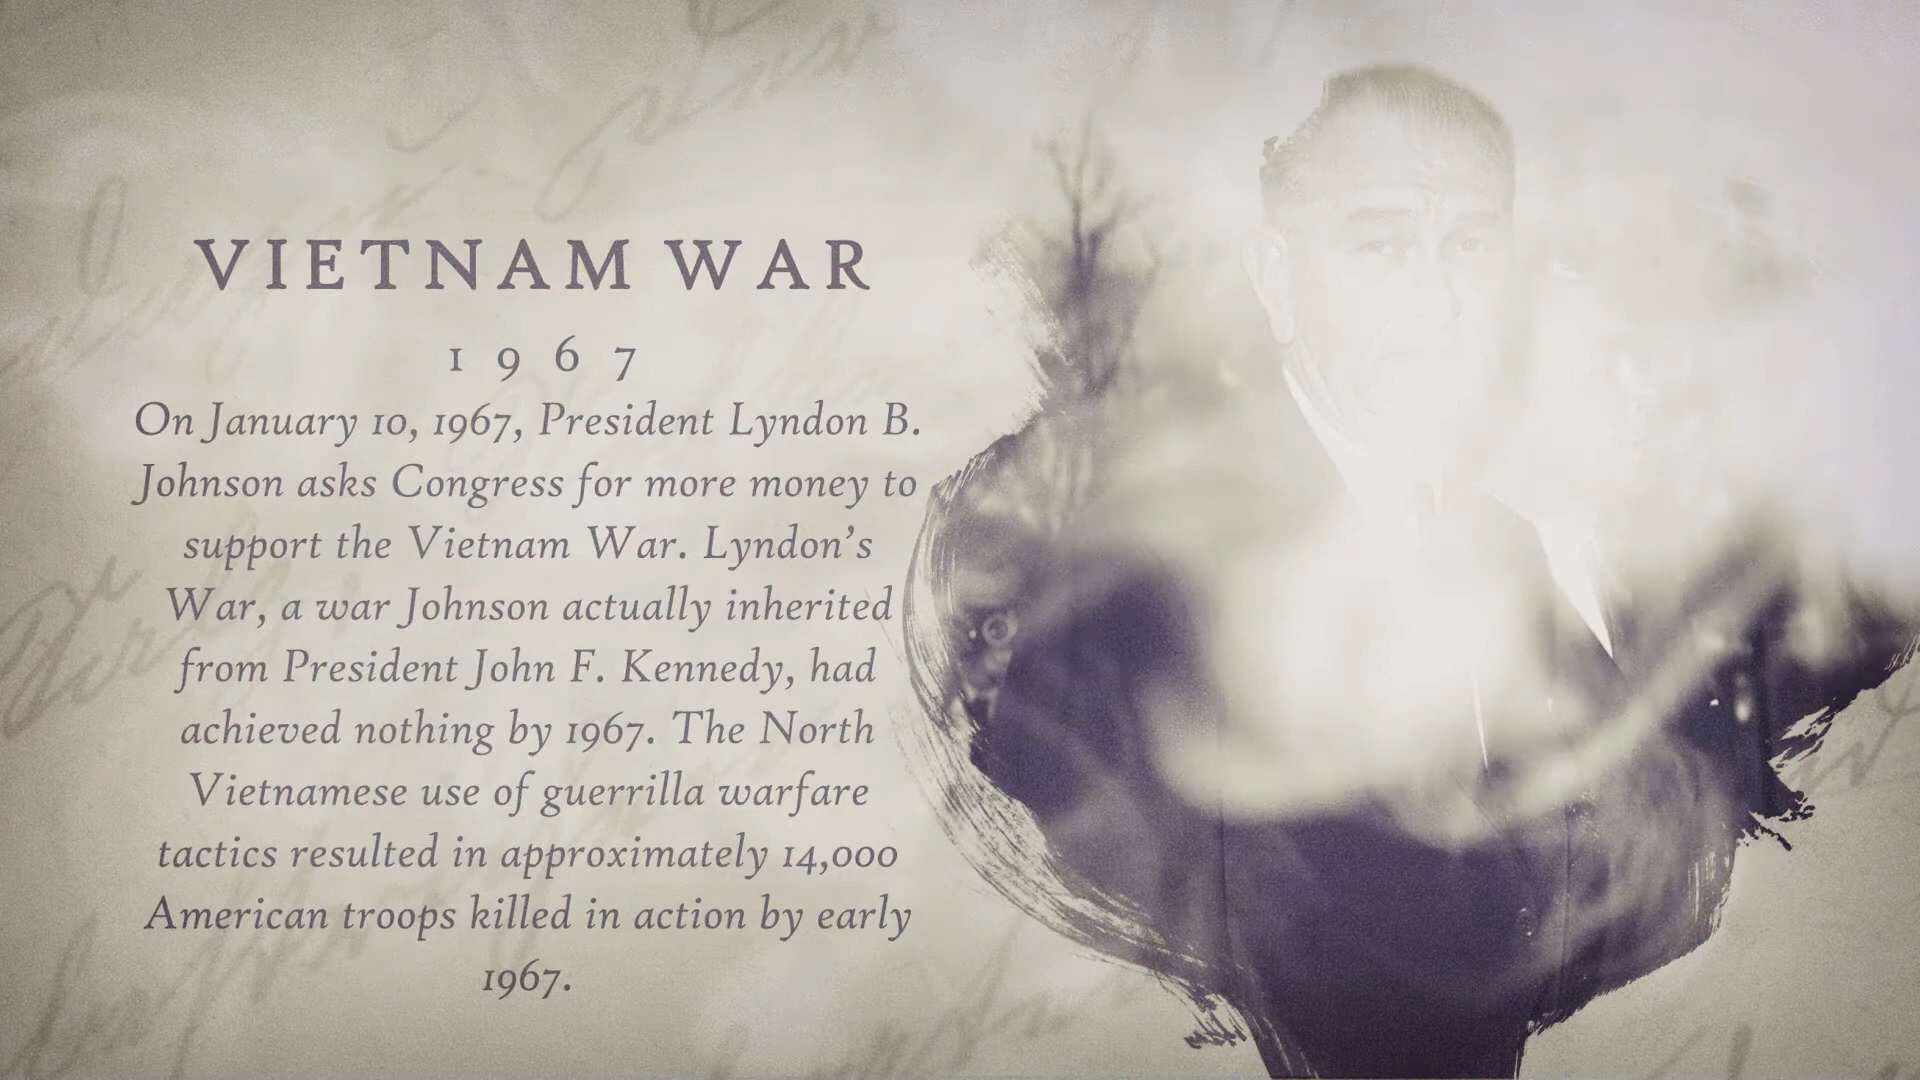 VIETNAM WAR
1967
On January 10, 1967, President Lyndon B.
Johnson asks Congress for more money to
support the Vietnam War. Lyndon's
War, a war Johnson actually inherited
from President John F. Kennedy, had
achieved nothing by 1967. The North
Vietnamese use of guerrilla warfare
tactics resulted in approximately 14,000
American troops killed in action by early
1967.